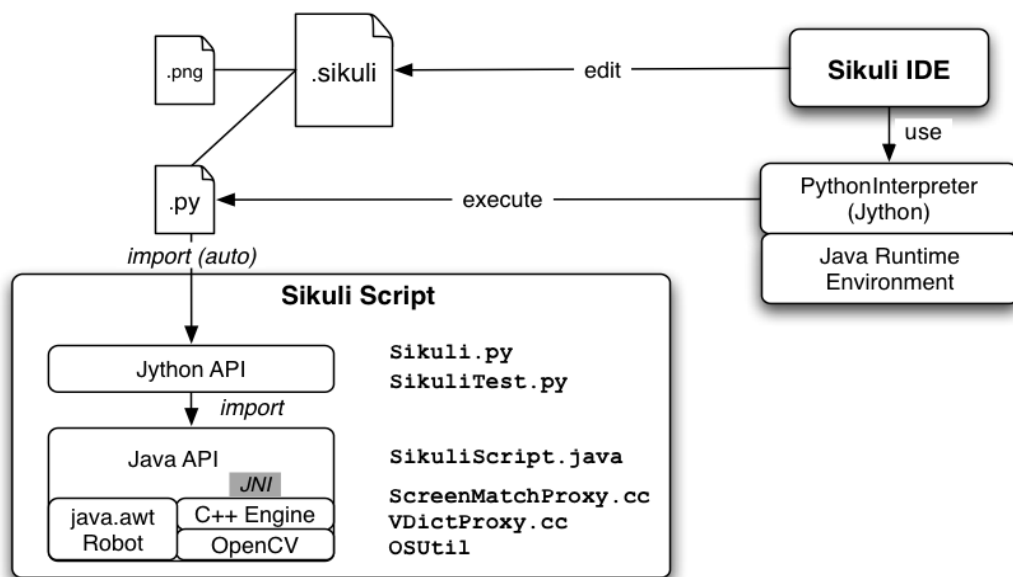 .png
.sikuli
edit
Sikuli IDE
use
.py
execute
PythonInterpreter
(Jython)
Java Runtime
Environment
import (auto)
Sikuli Script
Jython API
Sikuli.py
SikuliTest.py
import
Java API
SikuliScript.java
JNI
java.awt
Robot
C++ Engine
OpenCV
ScreenMatchProxy.cc
VDictProxy.cc
OSUtil